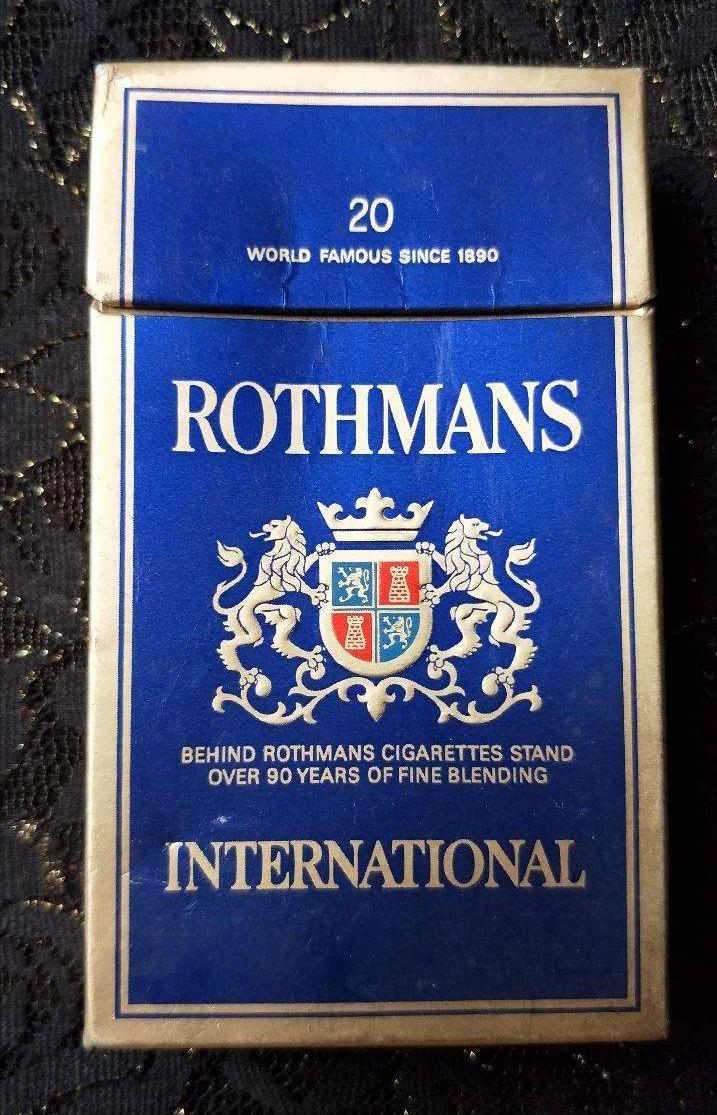 20
WORLD FAMOUS SINCE 1890
ROTHMANS
BEHIND ROTHMANS CIGARETTES STAND
OVER 90 YEARS OF FINE BLENDING
INTERNATIONAL